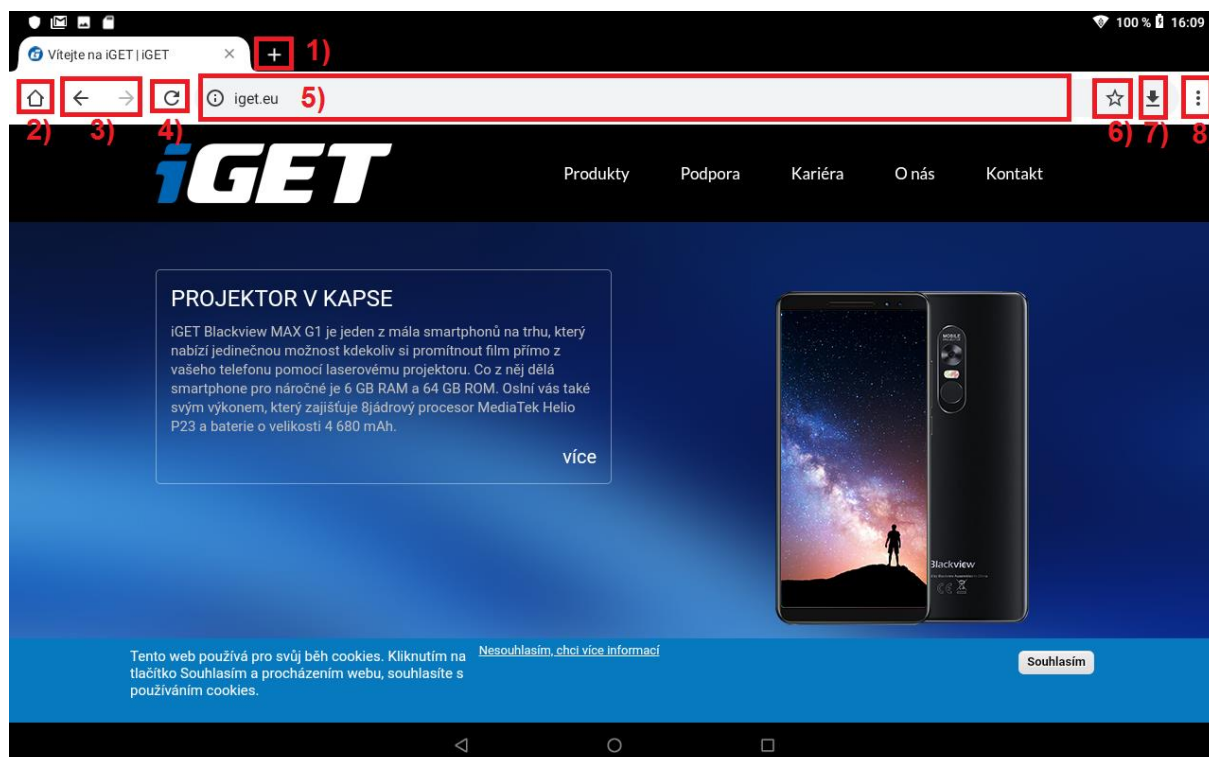 100 % 16:09
Vítejte na iGET | iGET
1)
iget.eu
5)
2)
3)
4)
6)
7)
8
iGET
Produkty
Podpora
Kariéra
O nás
Kontakt
PROJEKTOR V KAPSE
iGET Blackview MAX G1 je jeden z mála smartphonů na trhu, který
nabízí jedinečnou možnost kdekoliv si promítnout film přímo z
vašeho telefonu pomocí laserovému projektoru. Co z něj dělá
smartphone pro náročné je 6 GB RAM a 64 GB ROM. Oslní vás také
svým výkonem, který zajišťuje 8jádrový procesor MediaTek Helio
P23 a baterie o velikosti 4 680 mAh.
více
Blackview
Tento web používá pro svůj běh cookies. Kliknutím na
tlačítko Souhlasím a procházením webu, souhlasíte s
používáním cookies.
Nesouhlasím, chci více informací
Souhlasím